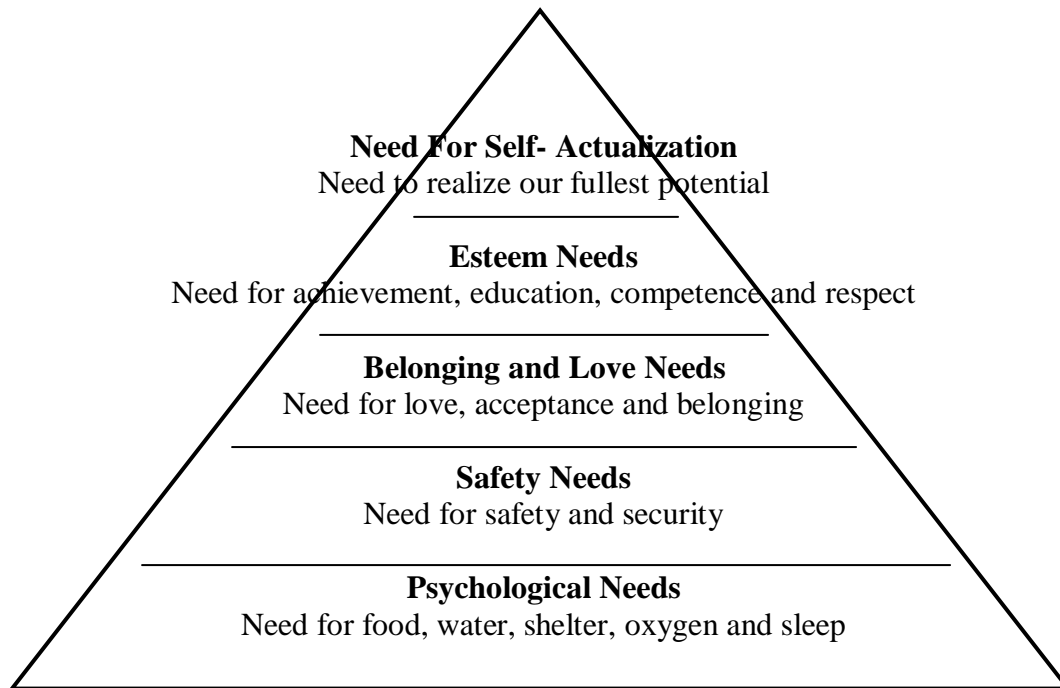 Need For Self- Actualization
Need to realize our fullest potential
Esteem Needs
Need for achievement, education, competence and respect
Belonging and Love Needs
Need for love, acceptance and belonging
Safety Needs
Need for safety and security
Psychological Needs
Need for food, water, shelter, oxygen and sleep